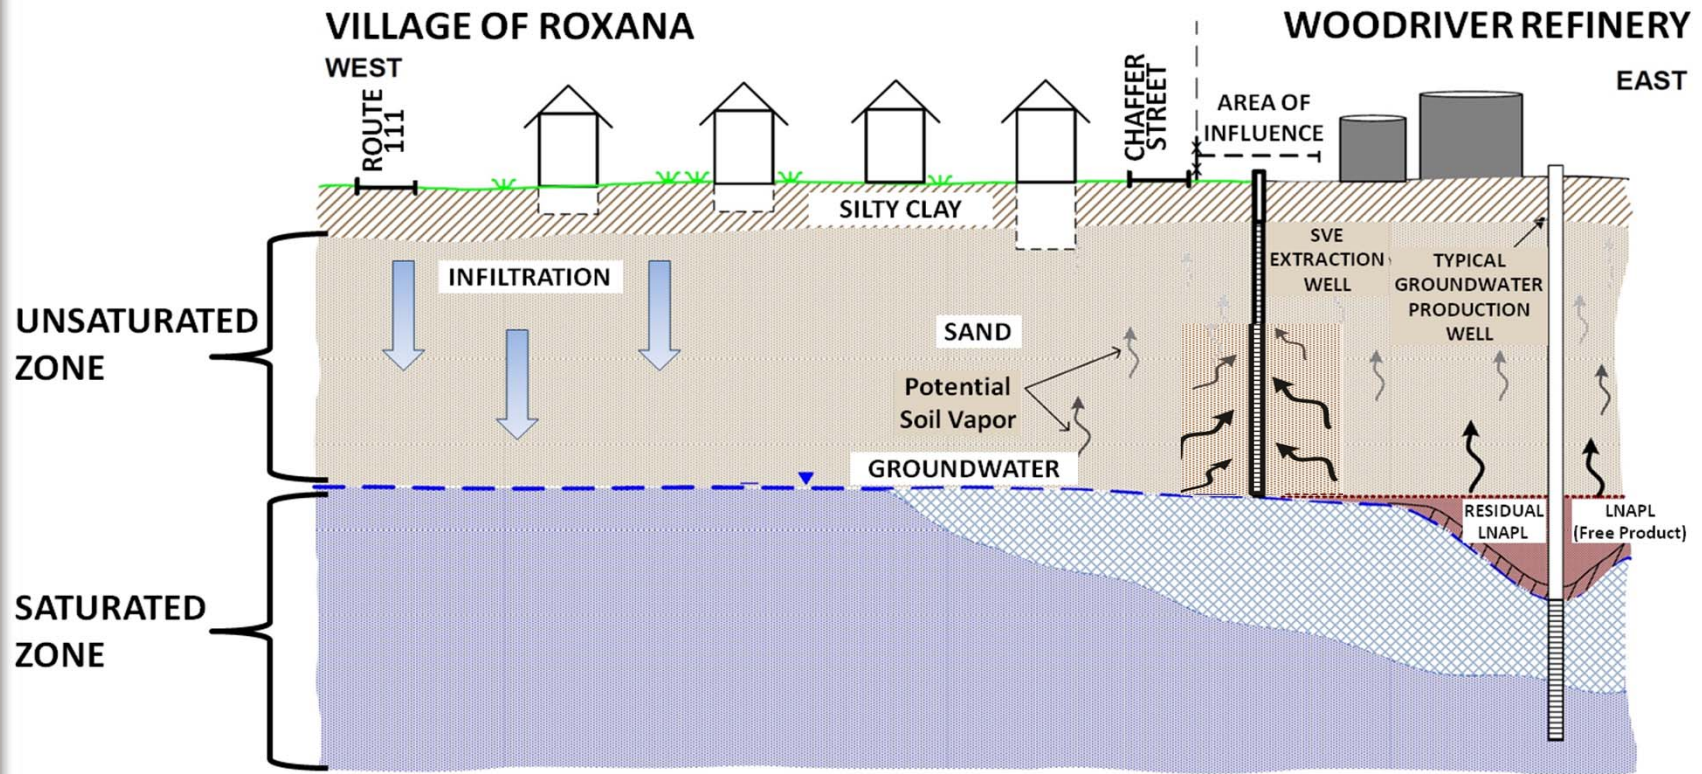 VILLAGE OF ROXANA
WOODRIVER REFINERY
WEST
EAST
ROUTE
111
CHAFFER
STREET
AREA OF
INFLUENCE
SILTY CLAY
UNSATURATED
ZONE
INFILTRATION
SAND
Potential
Soil Vapor
SVE
EXTRACTION
WELL
TYPICAL
GROUNDWATER
PRODUCTION
WELL
GROUNDWATER
RESIDUAL
LNAPL
LNAPL
(Free Product)
SATURATED
ZONE